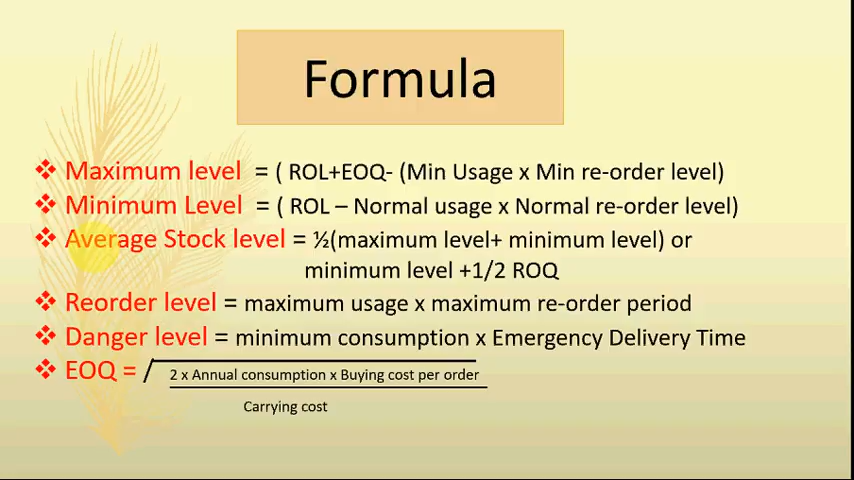 Formula
❖ Maximum level = ( ROL+EOQ- (Min Usage x Min re-order level)
❖ Minimum Level = ( ROL – Normal usage x Normal re-order level)
❖ Average Stock level = ½(maximum level+ minimum level) or
minimum level +1/2 ROQ
❖ Reorder level = maximum usage x maximum re-order period
❖ Danger level = minimum consumption x Emergency Delivery Time
❖ EOQ = √ 2 x Annual consumption x Buying cost per order
Carrying cost